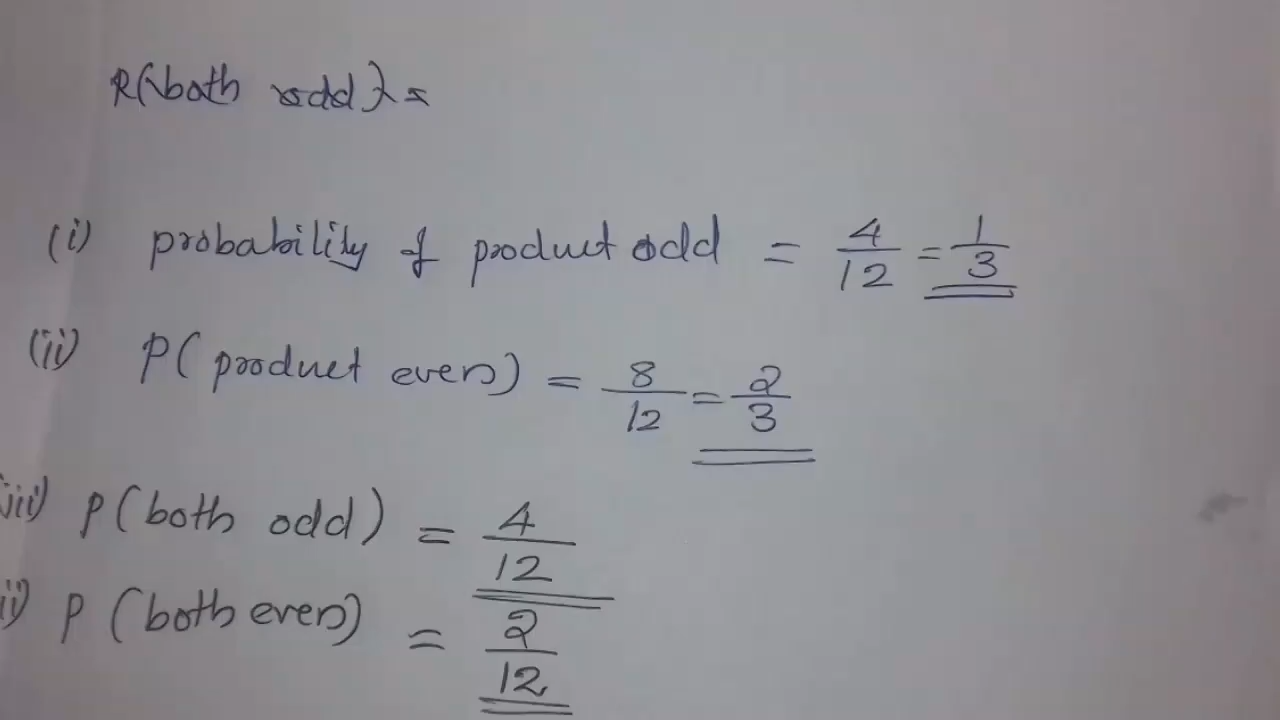 P(both odd) =
(i) probability of product odd = 4/12 = 1/3
(ii) P(product even) = 8/12 = 2/3
iii) P(both odd) = 4/12
ii) P(both even) = 2/12